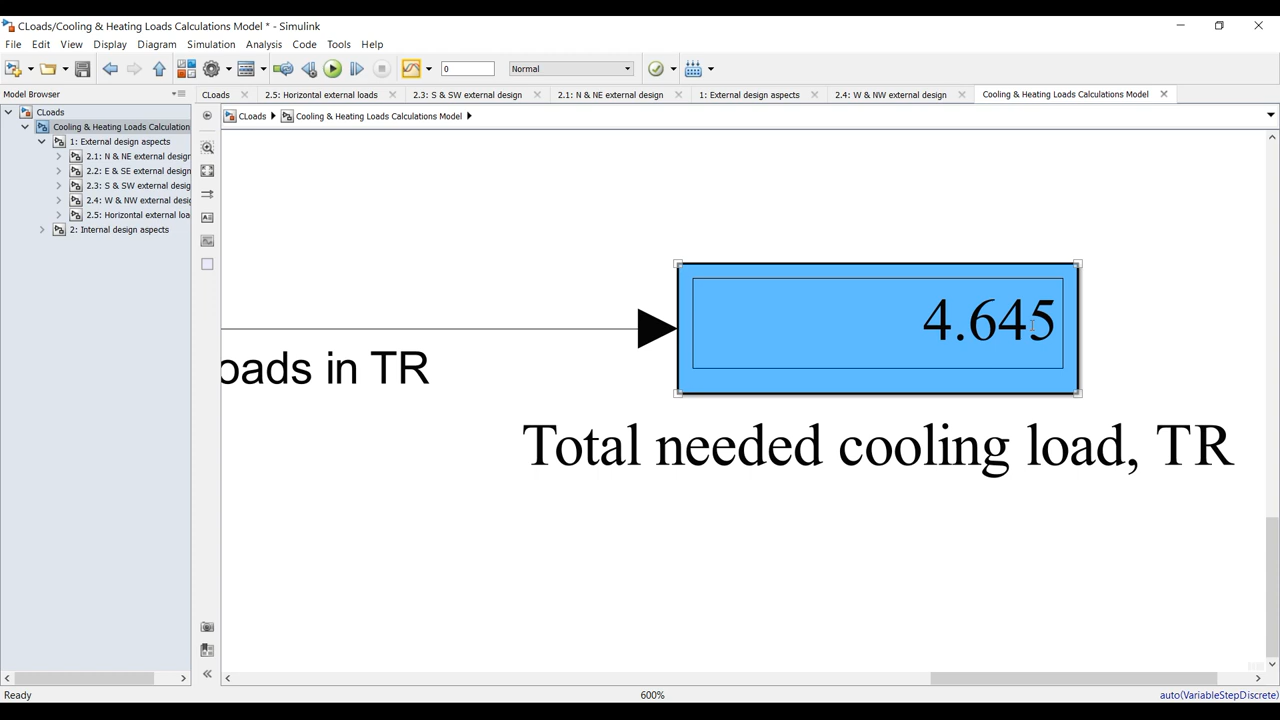 CLoads/Cooling & Heating Loads Calculations Model * - Simulink
File Edit View Display Diagram Simulation Analysis Code Tools Help
0 Normal
Model Browser
CLoads 2.5: Horizontal external loads 2.3: S & SW external design 2.1: N & NE external design 1: External design aspects 2.4: W & NW external design Cooling & Heating Loads Calculations Model
CLoads Cooling & Heating Loads Calculations Model
CLoads
Cooling & Heating Loads Calculation
1: External design aspects
2.1: N & NE external design
2.2: E & SE external design
2.3: S & SW external desig
2.4: W & NW external desi
2.5: Horizontal external loa
2: Internal design aspects
4.645
oads in TR
Total needed cooling load, TR
Ready 600% auto(VariableStepDiscrete)